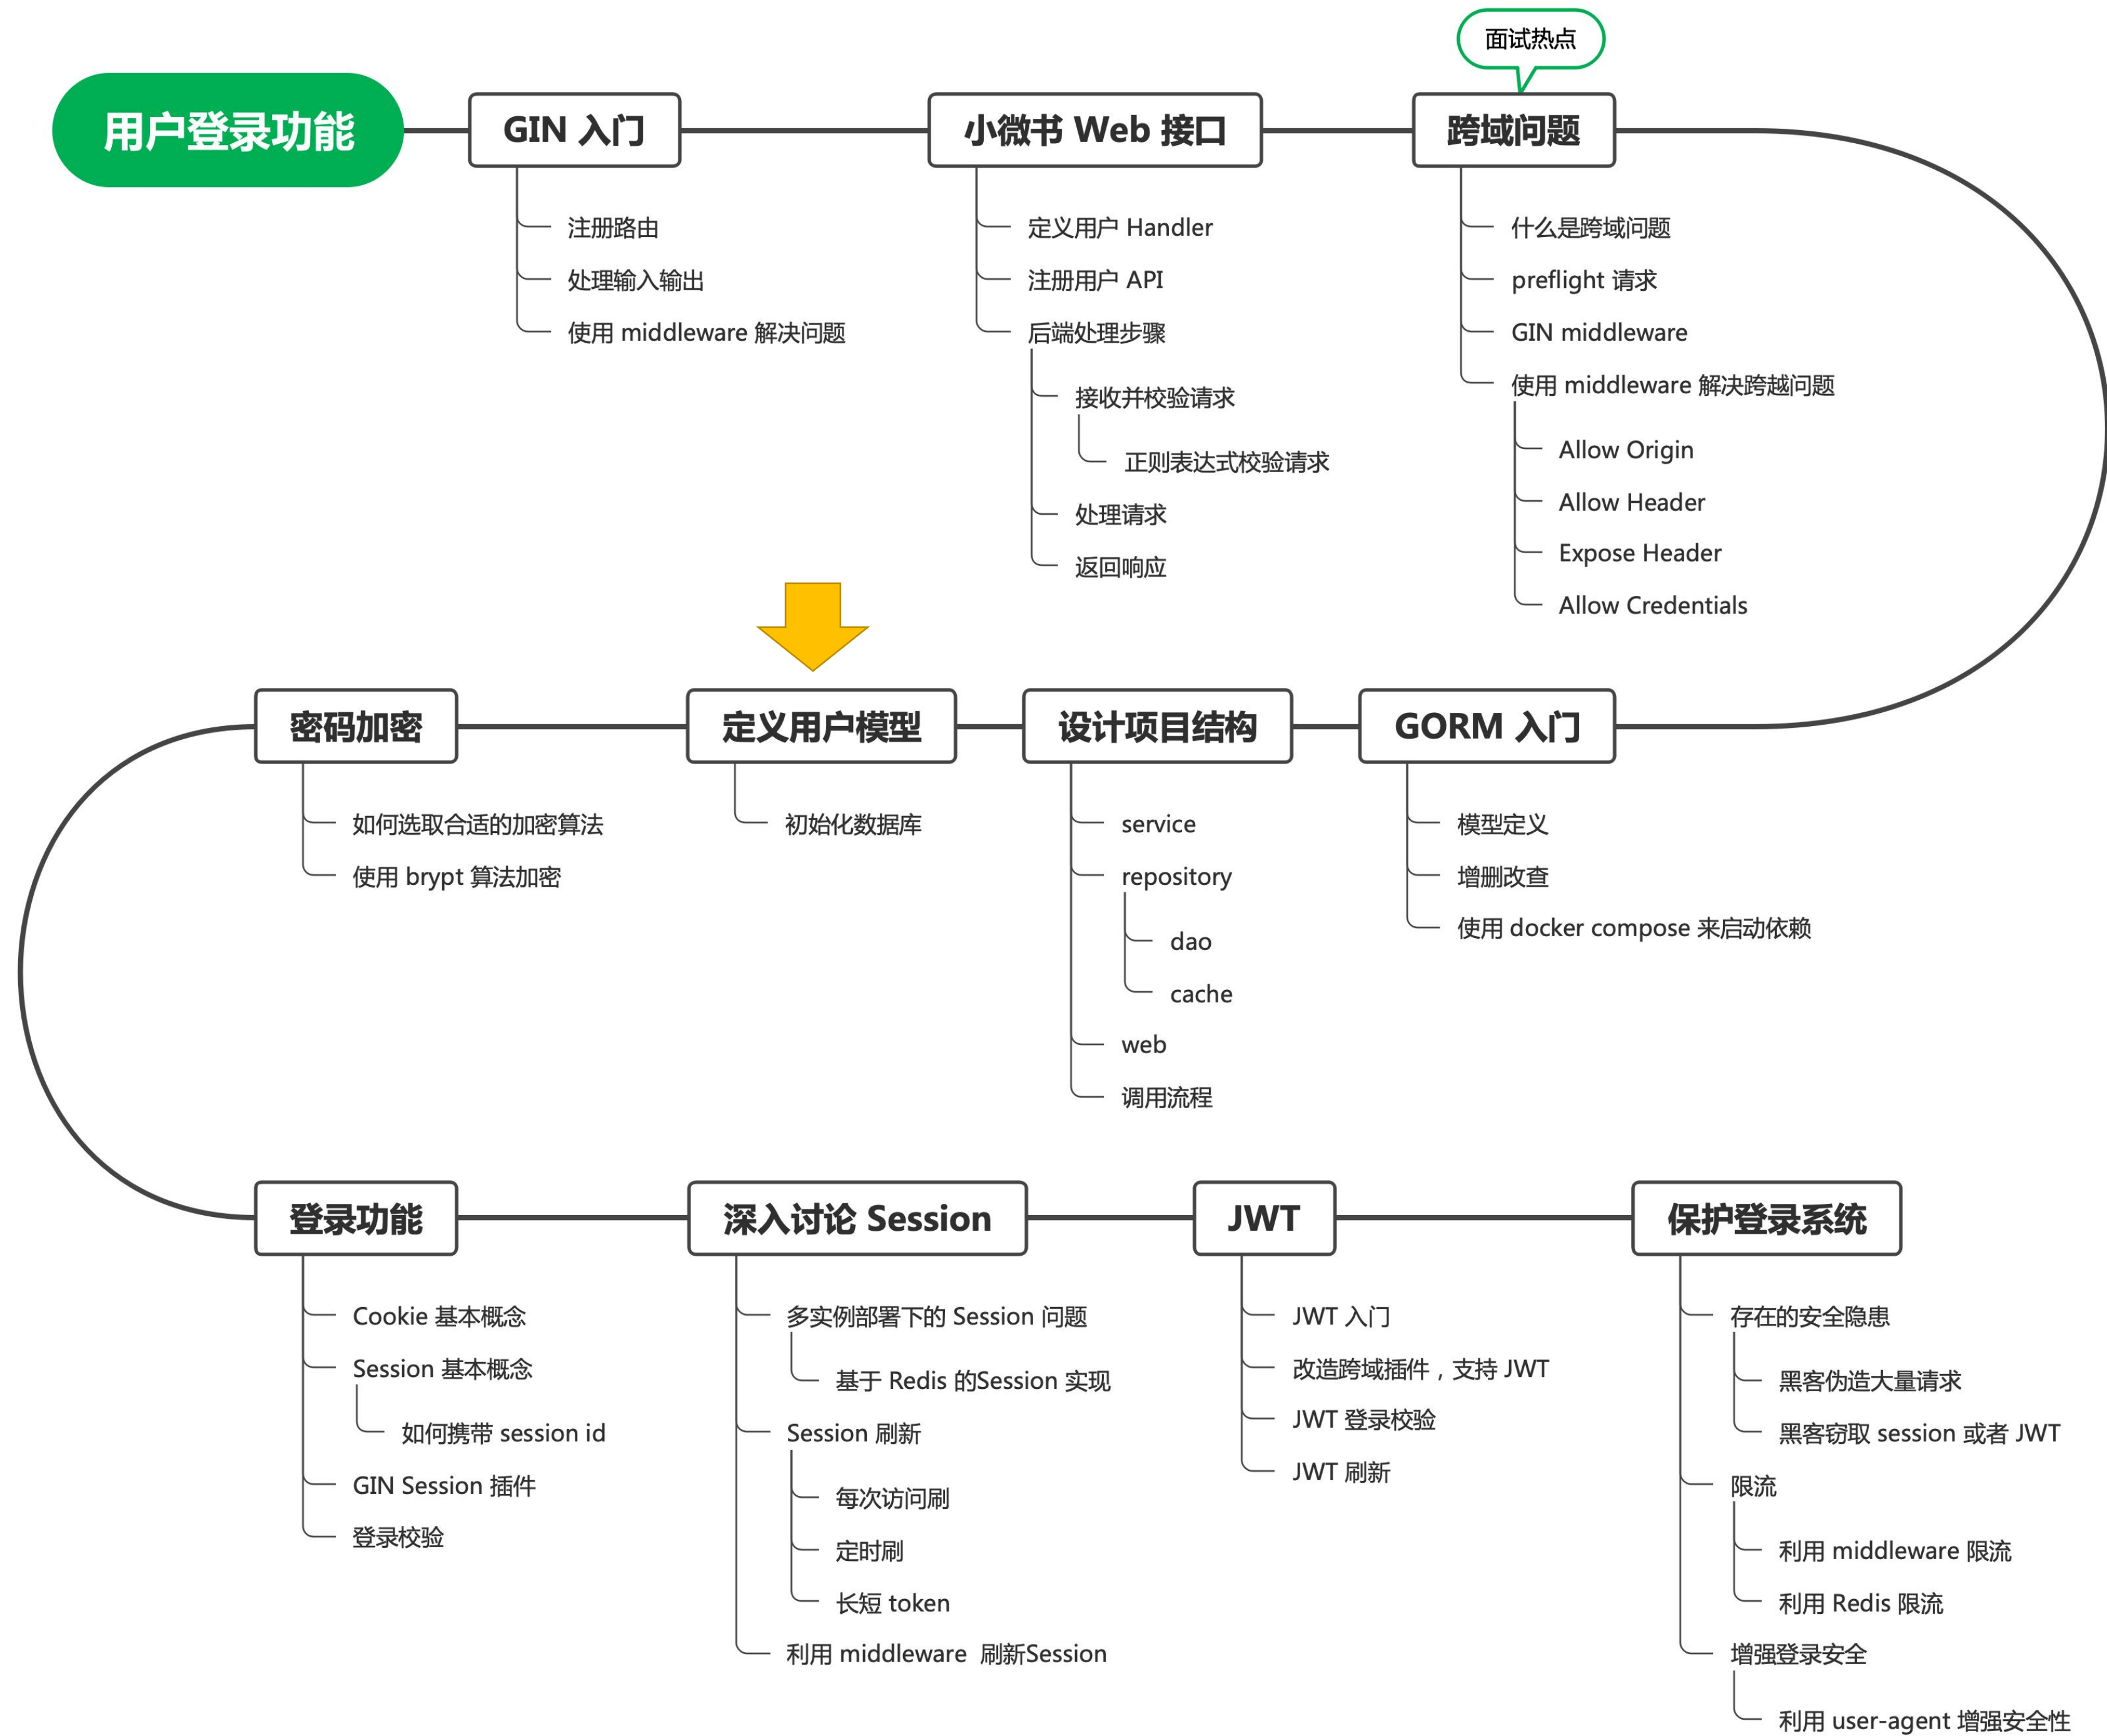 面试热点
用户登录功能
GIN 入门
注册路由
处理输入输出
使用 middleware 解决问题
小微书 Web 接口
定义用户 Handler
注册用户 API
后端处理步骤
接收并校验请求
正则表达式校验请求
处理请求
返回响应
跨域问题
什么是跨域问题
preflight 请求
GIN middleware
使用 middleware 解决跨越问题
Allow Origin
Allow Header
Expose Header
Allow Credentials
GORM 入门
模型定义
增删改查
使用 docker compose 来启动依赖
设计项目结构
service
repository
dao
cache
web
调用流程
定义用户模型
初始化数据库
密码加密
如何选取合适的加密算法
使用 brypt 算法加密
登录功能
Cookie 基本概念
Session 基本概念
如何携带 session id
GIN Session 插件
登录校验
深入讨论 Session
多实例部署下的 Session 问题
基于 Redis 的Session 实现
Session 刷新
每次访问刷
定时刷
长短 token
利用 middleware 刷新Session
JWT
JWT 入门
改造跨域插件，支持 JWT
JWT 登录校验
JWT 刷新
保护登录系统
存在的安全隐患
黑客伪造大量请求
黑客窃取 session 或者 JWT
限流
利用 middleware 限流
利用 Redis 限流
增强登录安全
利用 user-agent 增强安全性